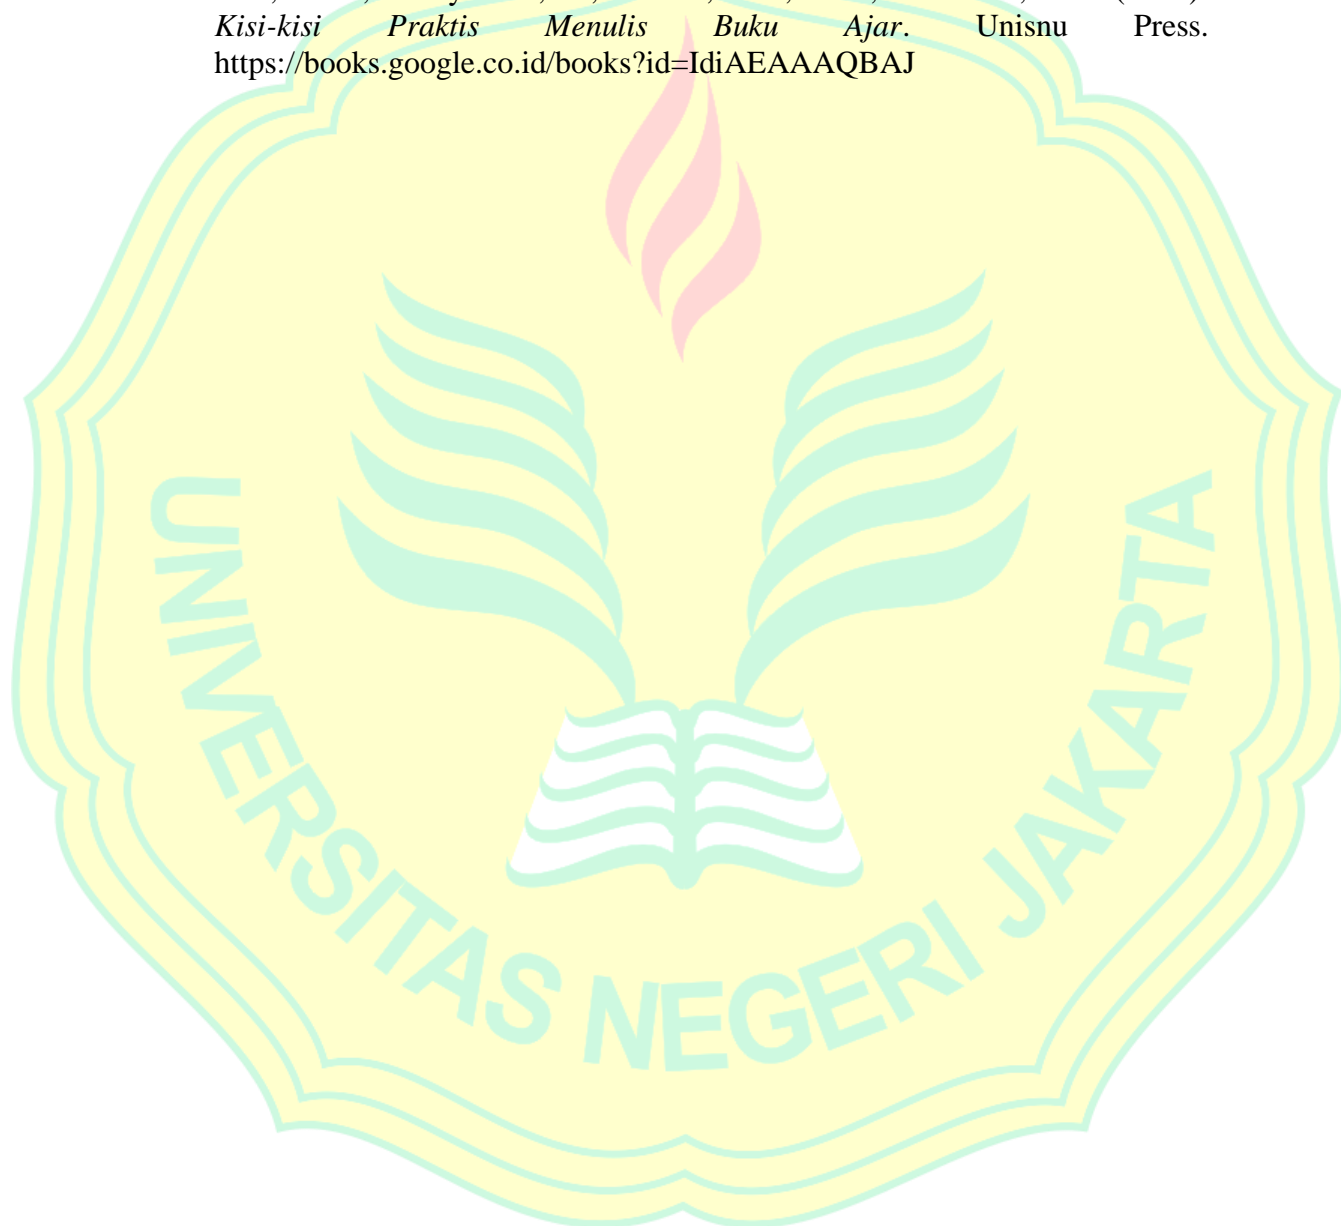 Kisi-kisi Praktis Menulis Buku Ajar. Unisnu Press.
https://books.google.co.id/books?id=IdiAEAAAQBAJ
UNIVERSITAS NEGERI JAKARTA